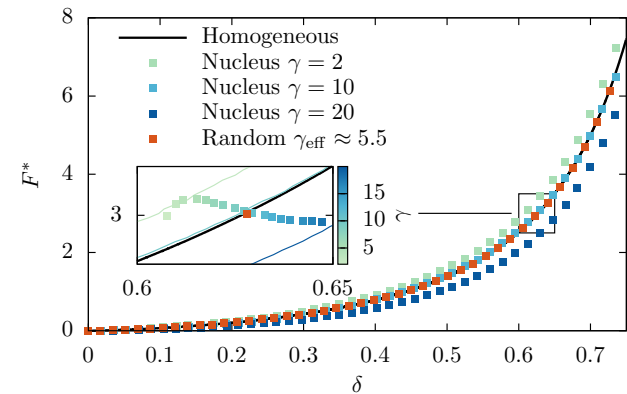 8
6
4
2
0
F*
Homogeneous
Nucleus γ = 2
Nucleus γ = 10
Nucleus γ = 20
Random γeff ≈ 5.5
3
0.6
0.65
15
10
5
γ
0
0.1
0.2
0.3
0.4
0.5
0.6
0.7
δ